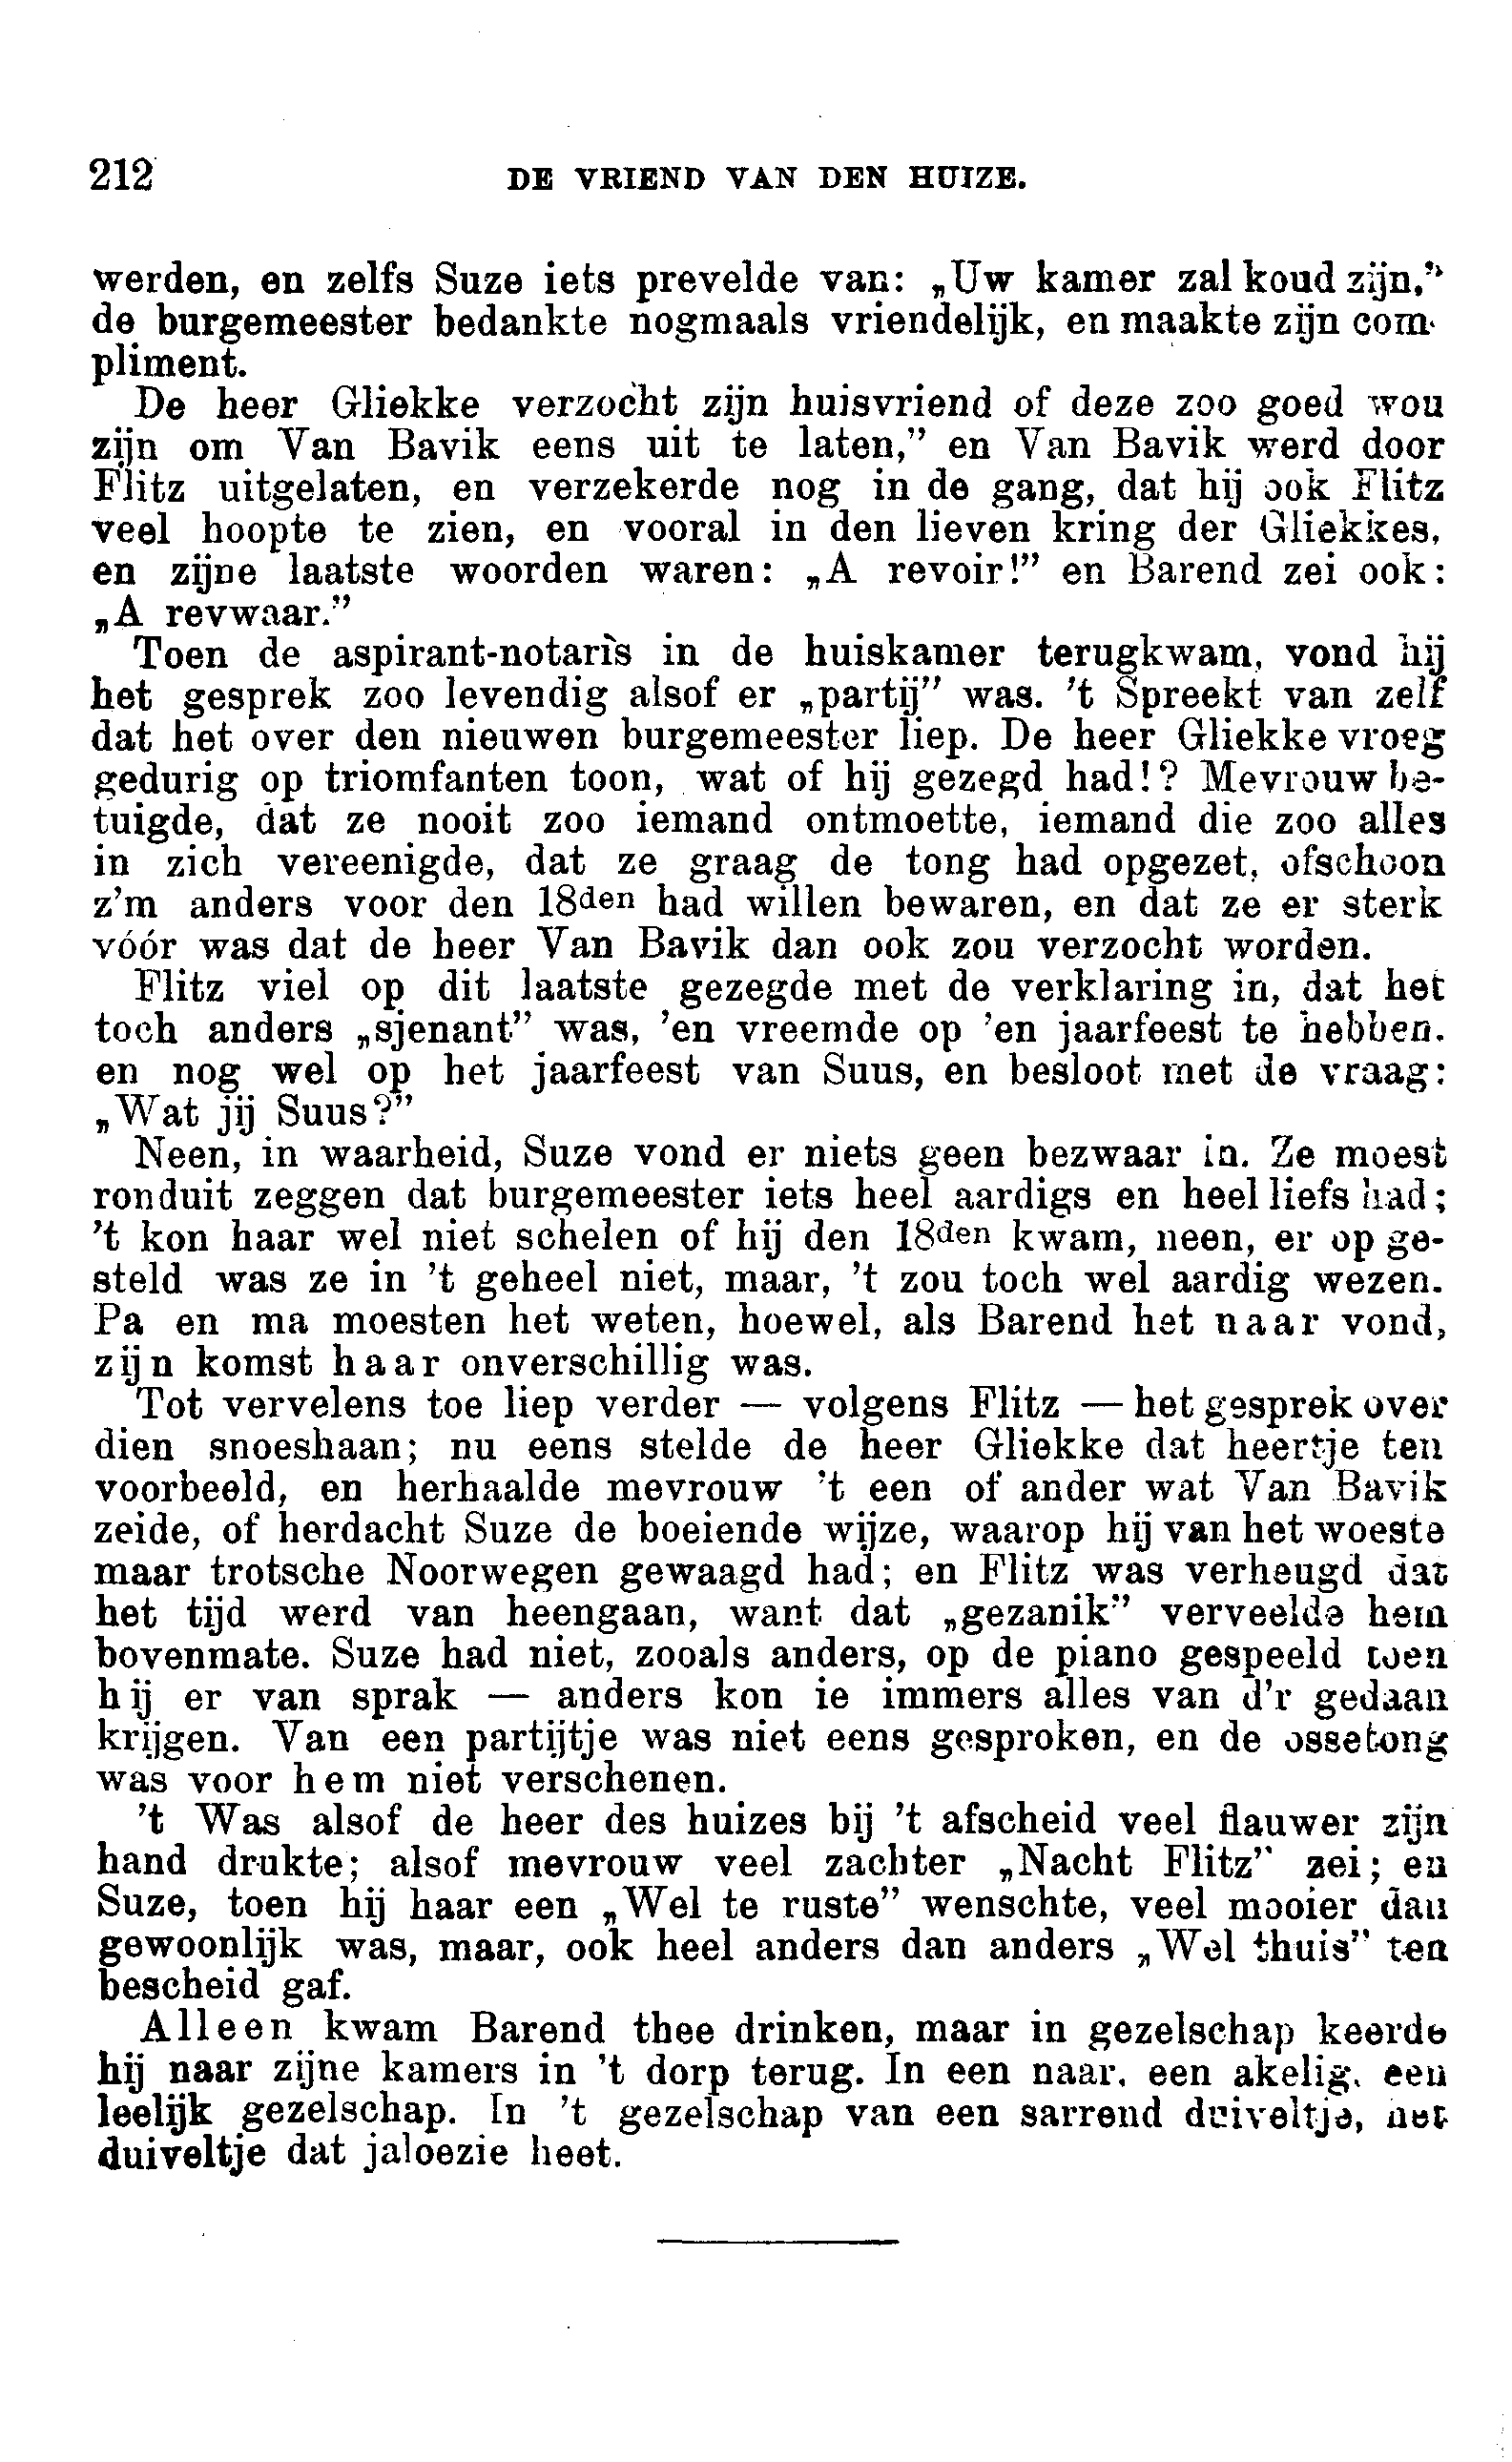 212
DE VRIEND VAN DEN HUIZE.
werden, en zelfs Suze iets prevelde van: „Uw kamer zal koud zijn,”
de burgemeester bedankte nogmaals vriendelijk, en maakte zijn com-
pliment.
De heer Gliekke verzocht zijn huisvriend of deze zoo goed wou
zijn om Van Bavik eens uit te laten,” en Van Bavik werd door
Flitz uitgelaten, en verzekerde nog in de gang, dat hij ook Flitz
veel hoopte te zien, en vooral in den lieven kring der Gliekkes,
en zijne laatste woorden waren: „A revoir!” en Barend zei ook:
„A revwaar.”
Toen de aspirant-notaris in de huiskamer terugkwam, vond hij
het gesprek zoo levendig alsof er „partij” was. 't Spreekt van zelf
dat het over den nieuwen burgemeester liep. De heer Gliekke vroeg
gedurig op triomfanten toon, wat of hij gezegd had!? Mevrouw be-
tuigde, dat ze nooit zoo iemand ontmoette, iemand die zoo alles
in zich vereenigde, dat ze graag de tong had opgezet, ofschoon
z'm anders voor den 18den had willen bewaren, en dat ze er sterk
vóór was dat de heer Van Bavik dan ook zou verzocht worden.
Flitz viel op dit laatste gezegde met de verklaring in, dat het
toch anders „sjenant” was, 'en vreemde op 'en jaarfeest te hebben.
en nog wel op het jaarfeest van Suus, en besloot met de vraag:
„Wat jij Suus?”
Neen, in waarheid, Suze vond er niets geen bezwaar in. Ze moest
ronduit zeggen dat burgemeester iets heel aardigs en heel liefs had;
't kon haar wel niet schelen of hij den 18den kwam, neen, er op ge-
steld was ze in 't geheel niet, maar, 't zou toch wel aardig wezen.
Pa en ma moesten het weten, hoewel, als Barend het naar vond,
zijn komst haar onverschillig was.
Tot vervelens toe liep verder — volgens Flitz — het gesprek over
dien snoeshaan; nu eens stelde de heer Gliekke dat heertje ten
voorbeeld, en herhaalde mevrouw 't een of ander wat Van Bavik
zeide, of herdacht Suze de boeiende wijze, waarop hij van het woeste
maar trotsche Noorwegen gewaagd had; en Flitz was verheugd dat
het tijd werd van heengaan, want dat „gezanik” verveelde hem
bovenmate. Suze had niet, zooals anders, op de piano gespeeld toen
hij er van sprak — anders kon ie immers alles van d'r gedaan
krijgen. Van een partijtje was niet eens gesproken, en de ossetong
was voor hem niet verschenen.
't Was alsof de heer des huizes bij 't afscheid veel flauwer zijn
hand drukte; alsof mevrouw veel zachter „Nacht Flitz” zei; en
Suze, toen hij haar een „Wel te ruste” wenschte, veel mooier dan
gewoonlijk was, maar, ook heel anders dan anders „Wel thuis” ten
bescheid gaf.
Alleen kwam Barend thee drinken, maar in gezelschap keerde
hij naar zijne kamers in 't dorp terug. In een naar, een akelig, een
leelijk gezelschap. In 't gezelschap van een sarrend duiveltje, het
duiveltje dat jaloezie heet.